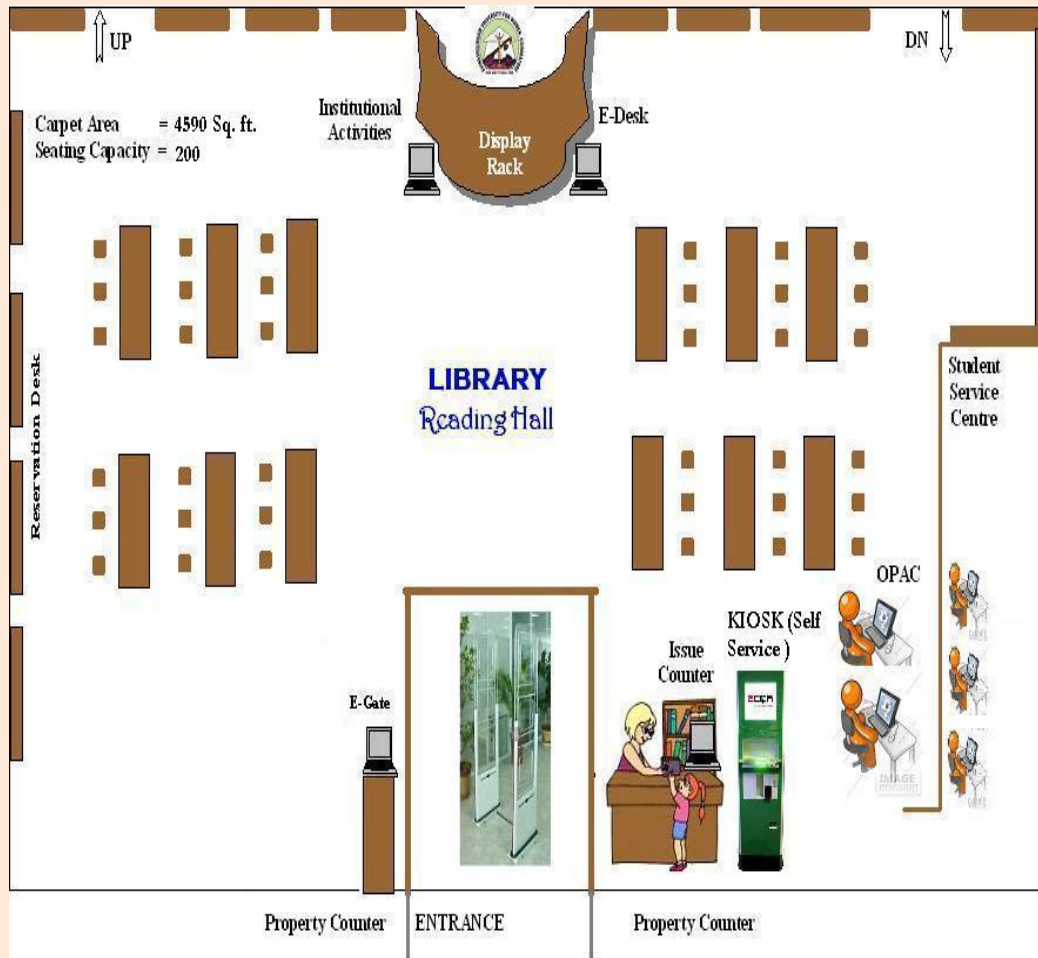 UP
DN
Institutional
Activities
E-Desk
Carpet Area = 4590 Sq. ft.
Seating Capacity = 200
Display
Rack
Reservation Desk
LIBRARY
Reading Hall
Student
Service
Centre
OPAC
KIOSK (Self
Service )
Issue
Counter
E-Gate
IMAGE
Property Counter
ENTRANCE
Property Counter